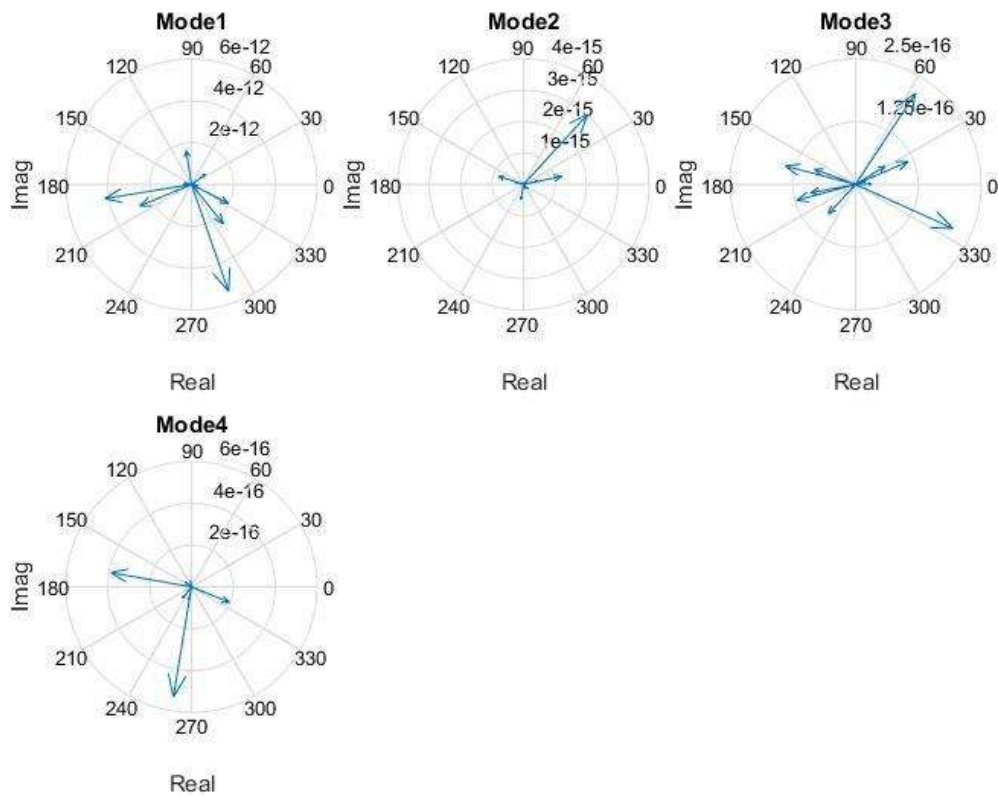 Mode1
90 6e-12
120 60
4e-12
150 30
2e-12
Imag
180 0
210 330
240 300
270
Real
Mode2
90 4e-15
120 60
3e-15
150 30
2e-15
1e-15
Imag
180 0
210 330
240 300
270
Real
Mode3
90 2.5e-16
120 60
150 30
1.25e-16
Imag
180 0
210 330
240 300
270
Real
Mode4
90 6e-16
120 60
4e-16
150 30
2e-16
Imag
180 0
210 330
240 300
270
Real